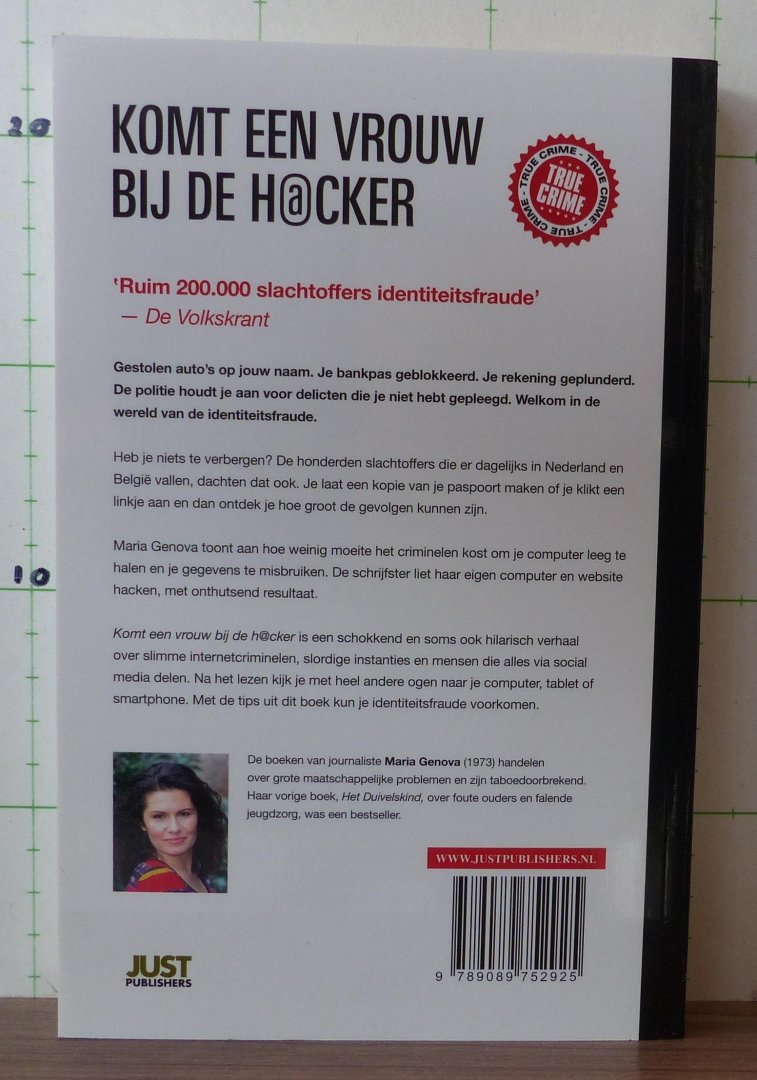 20
10
KOMT EEN VROUW
BIJ DE H@CKER
TRUE CRIME - TRUE CRIME - TRUE CRIME -
TRUE
CRIME
‘Ruim 200.000 slachtoffers identiteitsfraude’
— De Volkskrant
Gestolen auto’s op jouw naam. Je bankpas geblokkeerd. Je rekening geplunderd.
De politie houdt je aan voor delicten die je niet hebt gepleegd. Welkom in de
wereld van de identiteitsfraude.
Heb je niets te verbergen? De honderden slachtoffers die er dagelijks in Nederland en
België vallen, dachten dat ook. Je laat een kopie van je paspoort maken of je klikt een
linkje aan en dan ontdek je hoe groot de gevolgen kunnen zijn.
Maria Genova toont aan hoe weinig moeite het criminelen kost om je computer leeg te
halen en je gegevens te misbruiken. De schrijfster liet haar eigen computer en website
hacken, met onthutsend resultaat.
Komt een vrouw bij de h@cker is een schokkend en soms ook hilarisch verhaal
over slimme internetcriminelen, slordige instanties en mensen die alles via social
media delen. Na het lezen kijk je met heel andere ogen naar je computer, tablet of
smartphone. Met de tips uit dit boek kun je identiteitsfraude voorkomen.
De boeken van journaliste Maria Genova (1973) handelen
over grote maatschappelijke problemen en zijn taboedoorbrekend.
Haar vorige boek, Het Duivelskind, over foute ouders en falende
jeugdzorg, was een bestseller.
WWW.JUSTPUBLISHERS.NL
9 789089 752925
JUST
PUBLISHERS